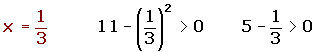 x = 1/3 11 − (1/3)² > 0 5 − 1/3 > 0